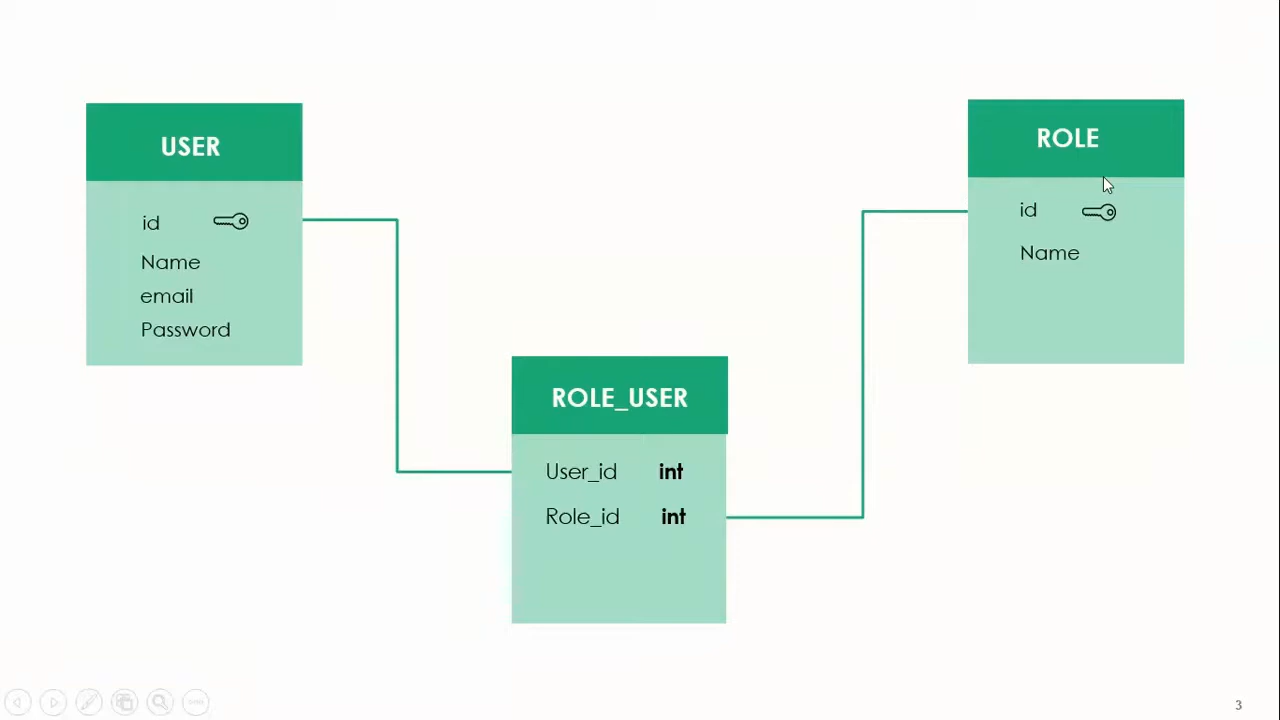 USER
id
Name
email
Password
ROLE
id
Name
ROLE_USER
User_id int
Role_id int
3